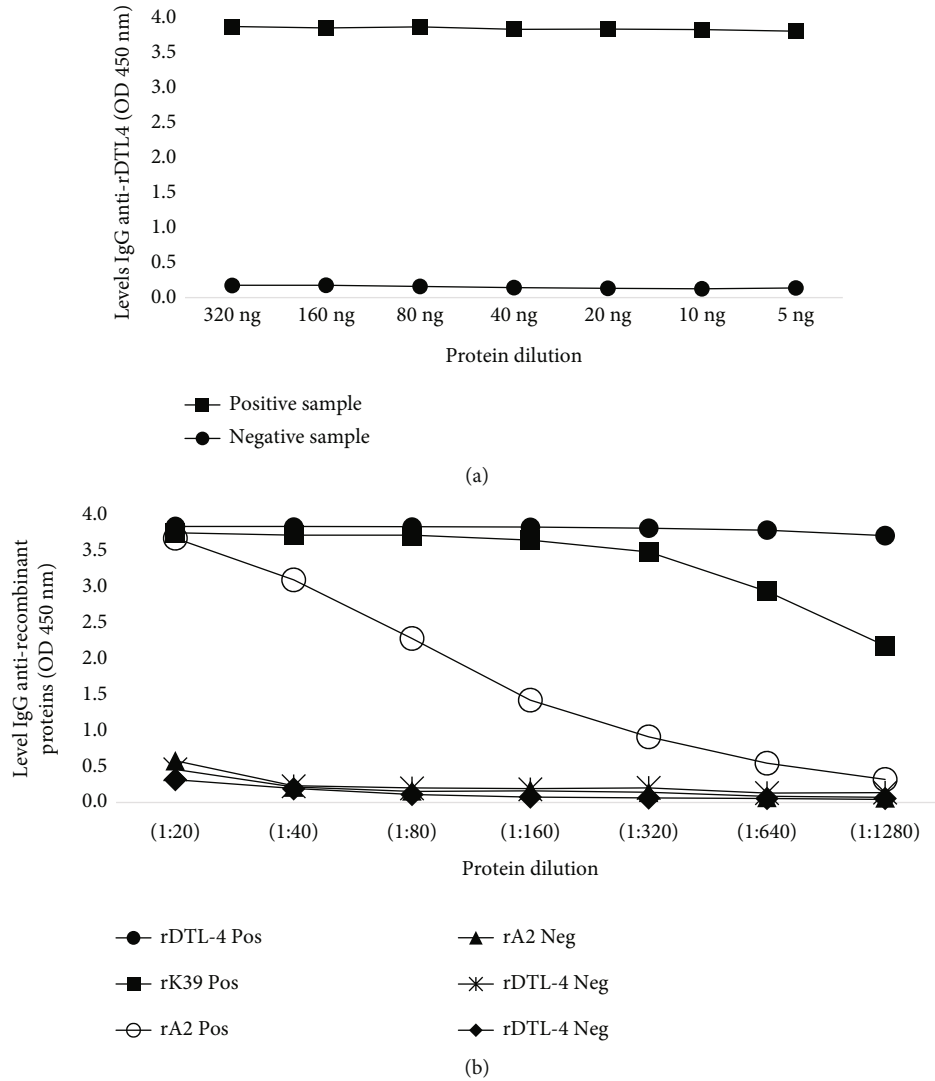 Levels IgG anti-rDTL4 (OD 450 nm)
4.0
3.5
3.0
2.5
2.0
1.5
1.0
0.5
0.0
320 ng 160 ng 80 ng 40 ng 20 ng 10 ng 5 ng
Protein dilution
Positive sample
Negative sample
(a)
Level IgG anti-recombinant
proteins (OD 450 nm)
4.0
3.5
3.0
2.5
2.0
1.5
1.0
0.5
0.0
(1:20) (1:40) (1:80) (1:160) (1:320) (1:640) (1:1280)
Protein dilution
rDTL-4 Pos
rK39 Pos
rA2 Pos
rA2 Neg
rDTL-4 Neg
rDTL-4 Neg
(b)